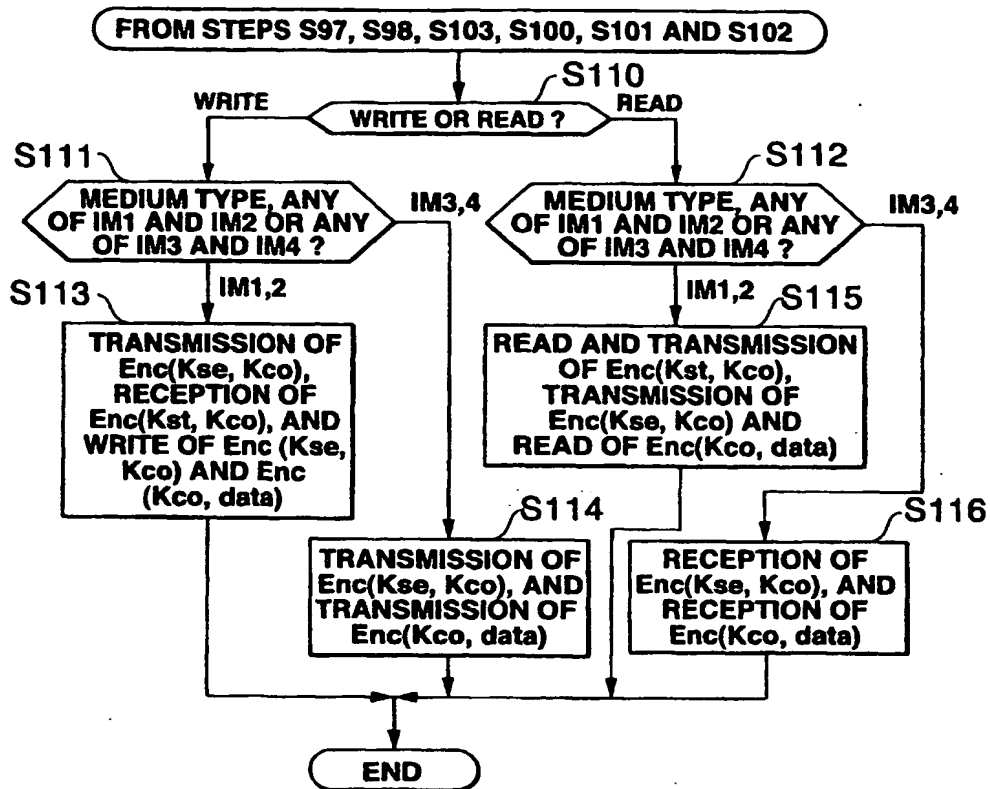 FROM STEPS S97, S98, S103, S100, S101 AND S102
S110
WRITE
WRITE OR READ ?
READ
S111
MEDIUM TYPE, ANY
OF IM1 AND IM2 OR ANY
OF IM3 AND IM4 ?
IM3,4
IM1,2
S112
MEDIUM TYPE, ANY
OF IM1 AND IM2 OR ANY
OF IM3 AND IM4 ?
IM3,4
IM1,2
S113
TRANSMISSION OF
Enc(Kse, Kco),
RECEPTION OF
Enc(Kst, Kco), AND
WRITE OF Enc (Kse,
Kco) AND Enc
(Kco, data)
S115
READ AND TRANSMISSION
OF Enc(Kst, Kco),
TRANSMISSION OF
Enc(Kse, Kco) AND
READ OF Enc(Kco, data)
S114
TRANSMISSION OF
Enc(Kse, Kco), AND
TRANSMISSION OF
Enc(Kco, data)
S116
RECEPTION OF
Enc(Kse, Kco), AND
RECEPTION OF
Enc(Kco, data)
END